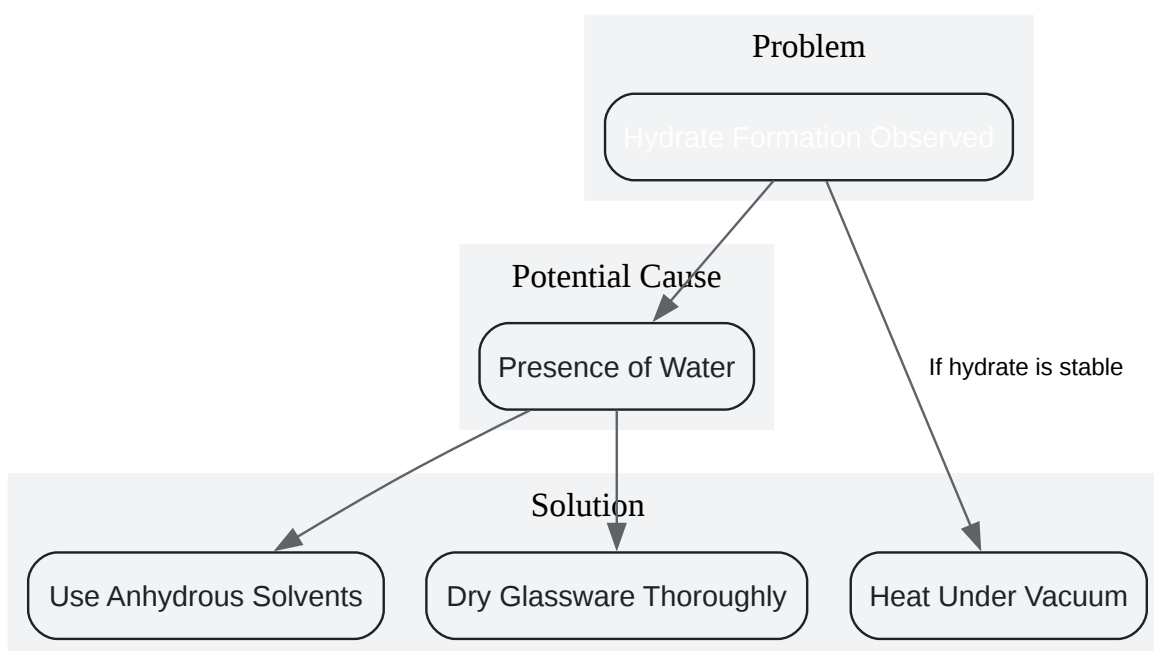 Problem
Hydrate Formation Observed
Potential Cause
Presence of Water
If hydrate is stable
Solution
Use Anhydrous Solvents
Dry Glassware Thoroughly
Heat Under Vacuum